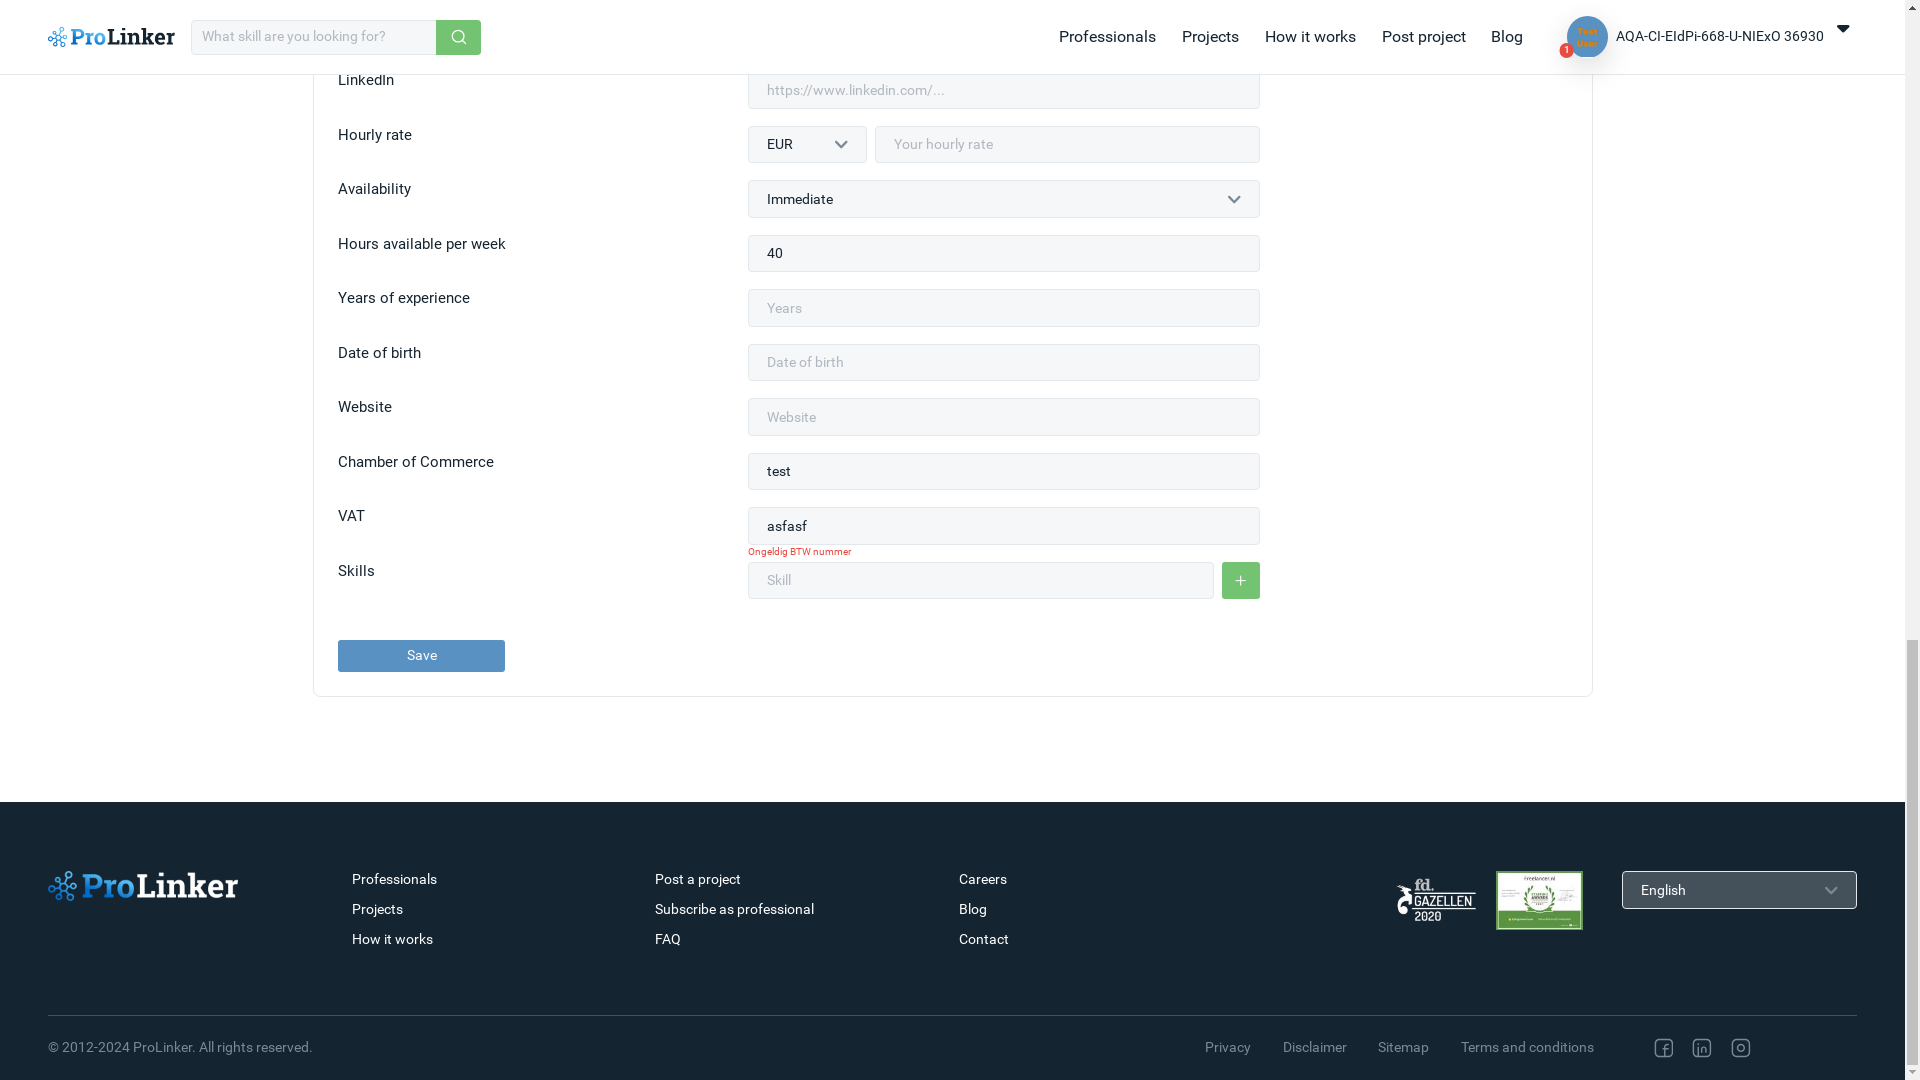 ProLinker
What skill are you looking for?
Professionals
Projects
How it works
Post project
Blog
Test
User
1
AQA-CI-EIdPi-668-U-NIExO 36930
LinkedIn
https://www.linkedin.com/...
Hourly rate
EUR
Your hourly rate
Availability
Immediate
Hours available per week
40
Years of experience
Years
Date of birth
Date of birth
Website
Website
Chamber of Commerce
test
VAT
asfasf
Ongeldig BTW nummer
Skills
Skill
Save
ProLinker
Professionals
Projects
How it works
Post a project
Subscribe as professional
FAQ
Careers
Blog
Contact
fd.
GAZELLEN
2020
Freelancer.nl
English
© 2012-2024 ProLinker. All rights reserved.
Privacy
Disclaimer
Sitemap
Terms and conditions